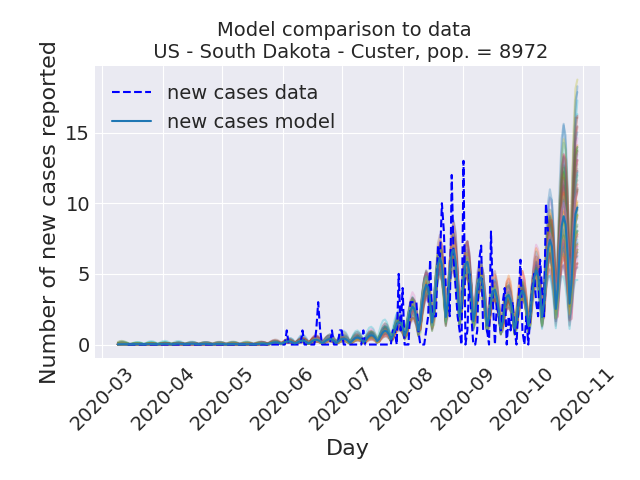 Model comparison to data
US - South Dakota - Custer, pop. = 8972
Number of new cases reported
new cases data
new cases model
15
10
5
0
2020-03
2020-04
2020-05
2020-06
2020-07
2020-08
2020-09
2020-10
2020-11
Day